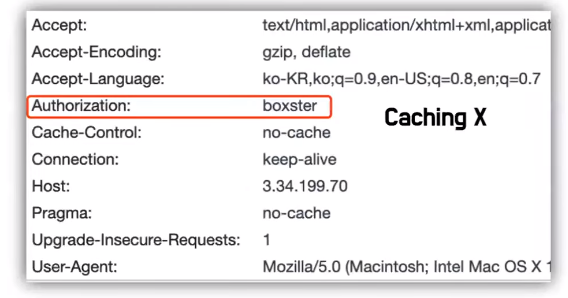 Accept: text/html,application/xhtml+xml,applicat
Accept-Encoding: gzip, deflate
Accept-Language: ko-KR,ko;q=0.9,en-US;q=0.8,en;q=0.7
Authorization: boxster
Caching X
Cache-Control: no-cache
Connection: keep-alive
Host: 3.34.199.70
Pragma: no-cache
Upgrade-Insecure-Requests: 1
User-Agent: Mozilla/5.0 (Macintosh; Intel Mac OS X 1